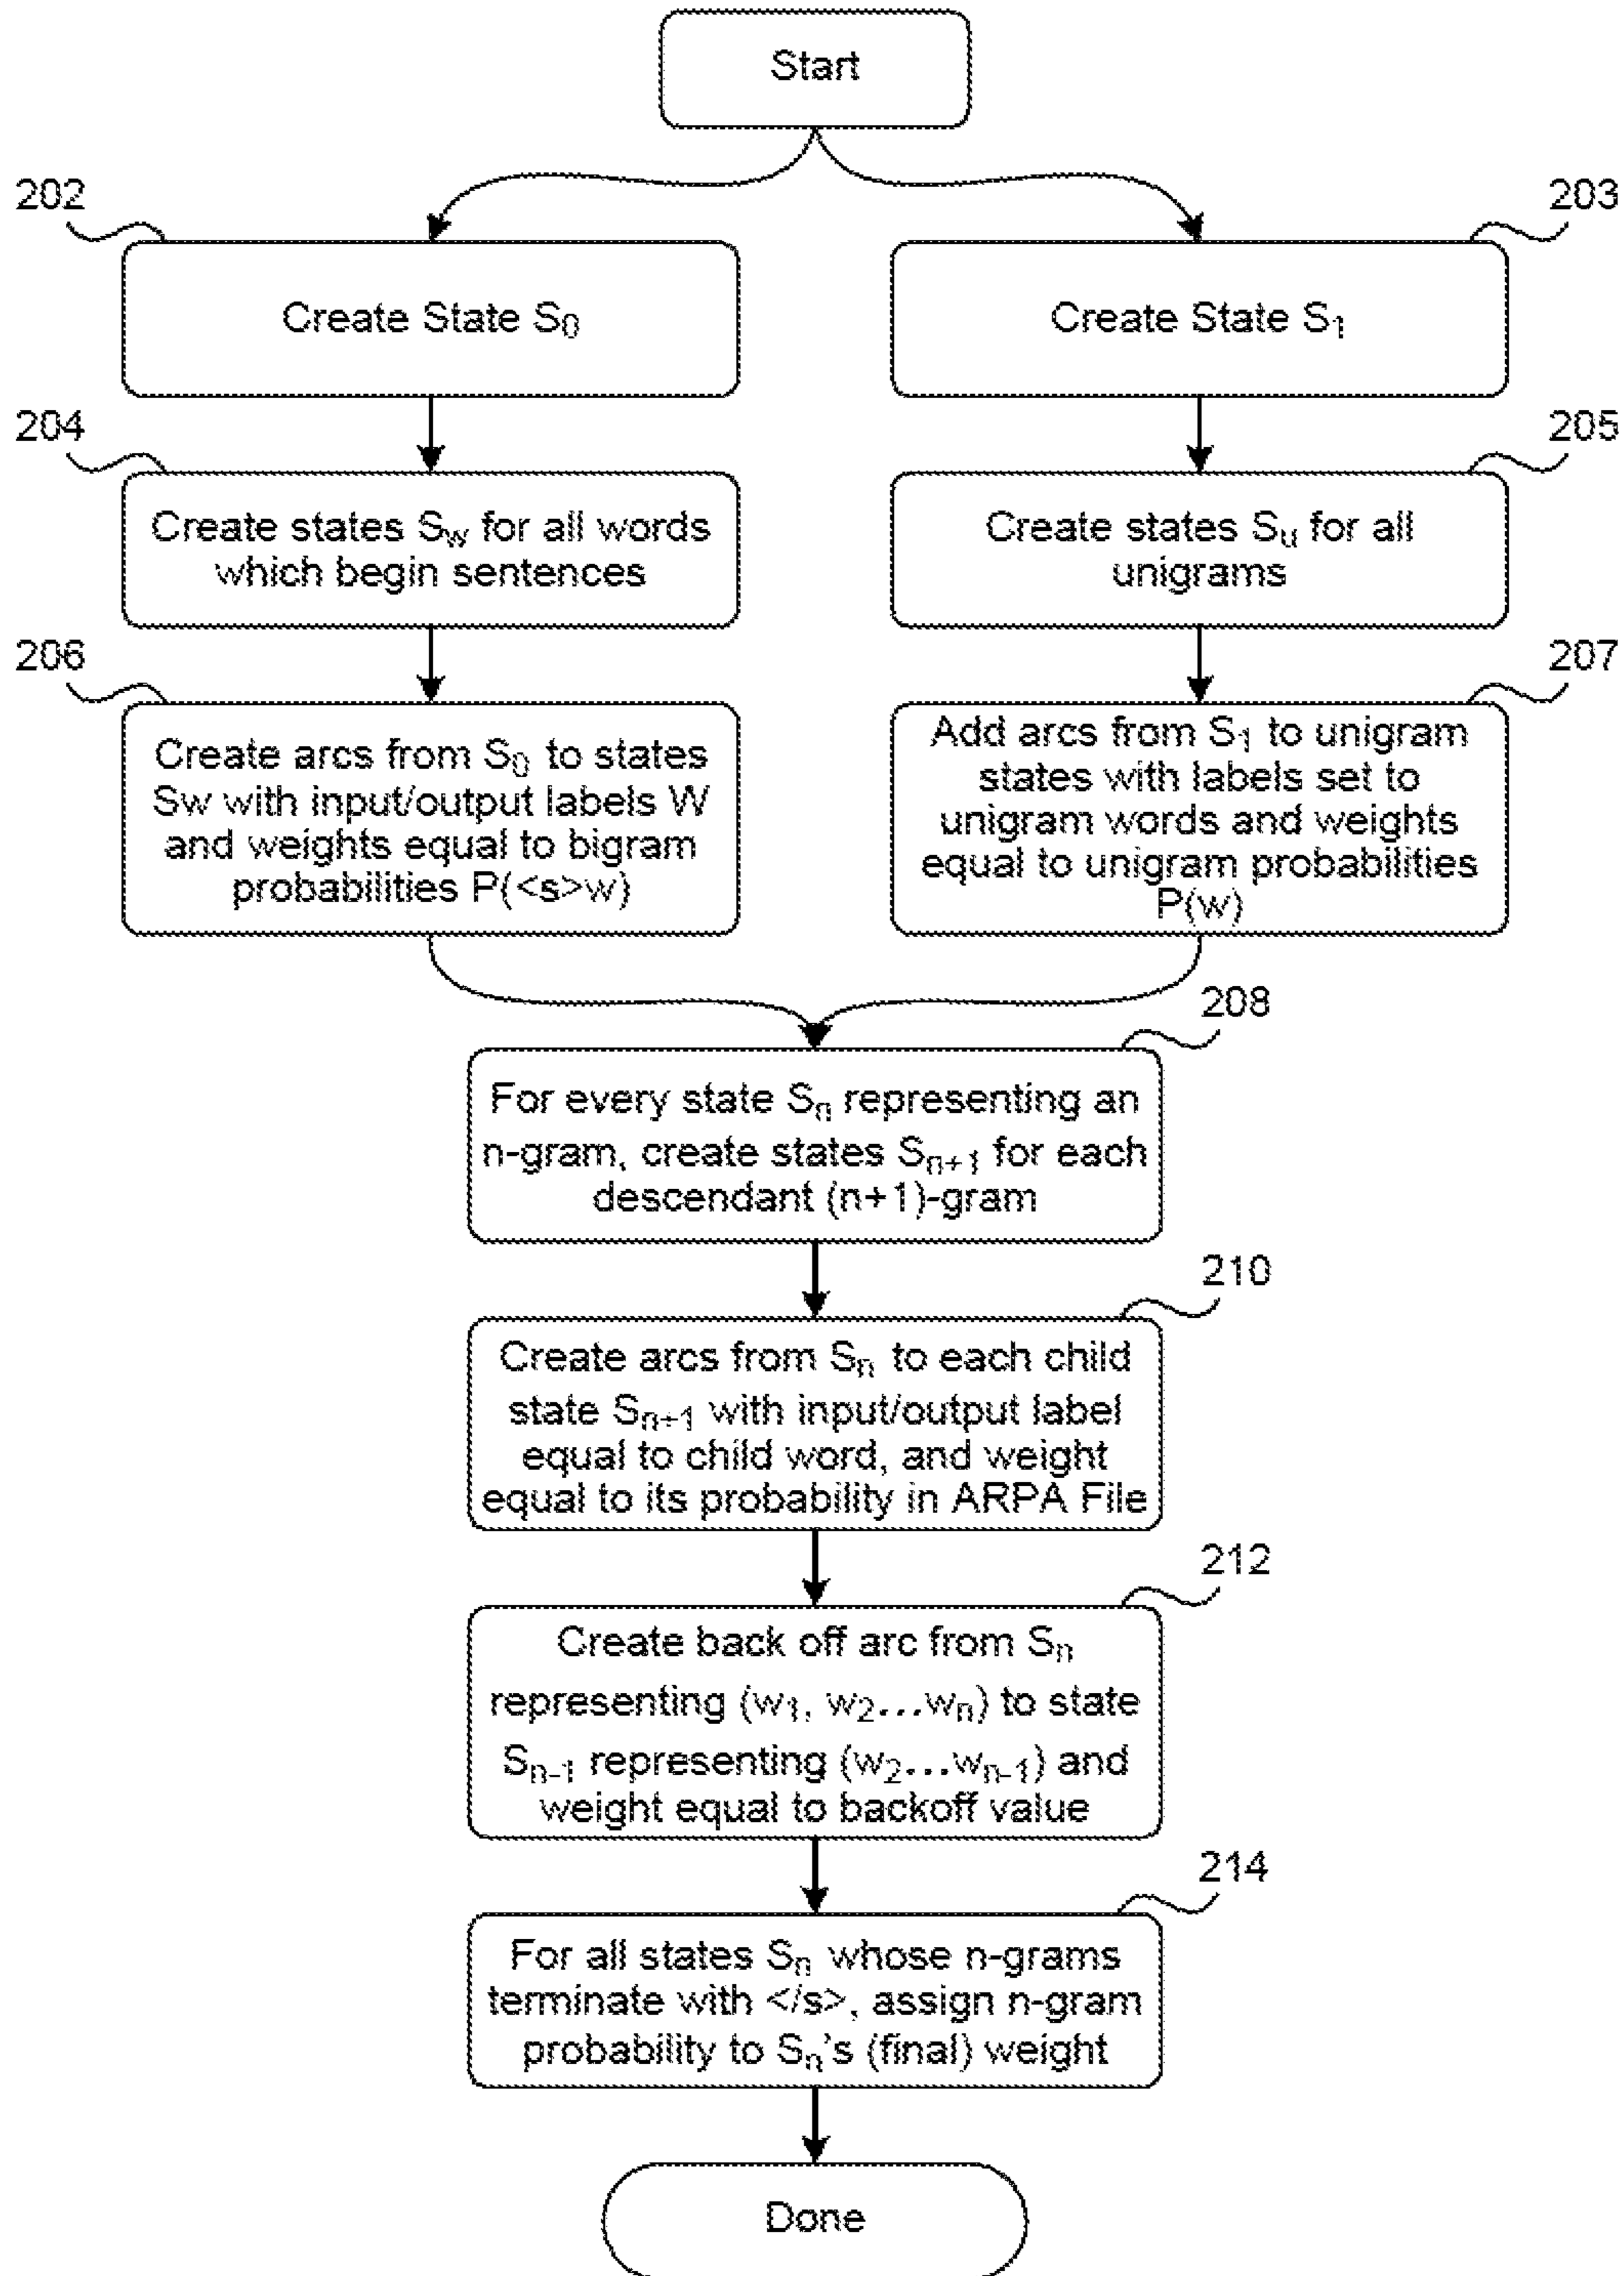 Start
202
203
Create State S₀
Create State S₁
204
205
Create states S_w for all words
which begin sentences
Create states S_u for all
unigrams
206
207
Create arcs from S₀ to states
Sw with input/output labels W
and weights equal to bigram
probabilities P(<s>w)
Add arcs from S₁ to unigram
states with labels set to
unigram words and weights
equal to unigram probabilities
P(w)
208
For every state Sₙ representing an
n-gram, create states Sₙ₊₁ for each
descendant (n+1)-gram
210
Create arcs from Sₙ to each child
state Sₙ₊₁ with input/output label
equal to child word, and weight
equal to its probability in ARPA File
212
Create back off arc from Sₙ
representing (w₁, w₂...wₙ) to state
Sₙ₋₁ representing (w₂...wₙ₋₁) and
weight equal to backoff value
214
For all states Sₙ whose n-grams
terminate with </s>, assign n-gram
probability to Sₙ's (final) weight
Done